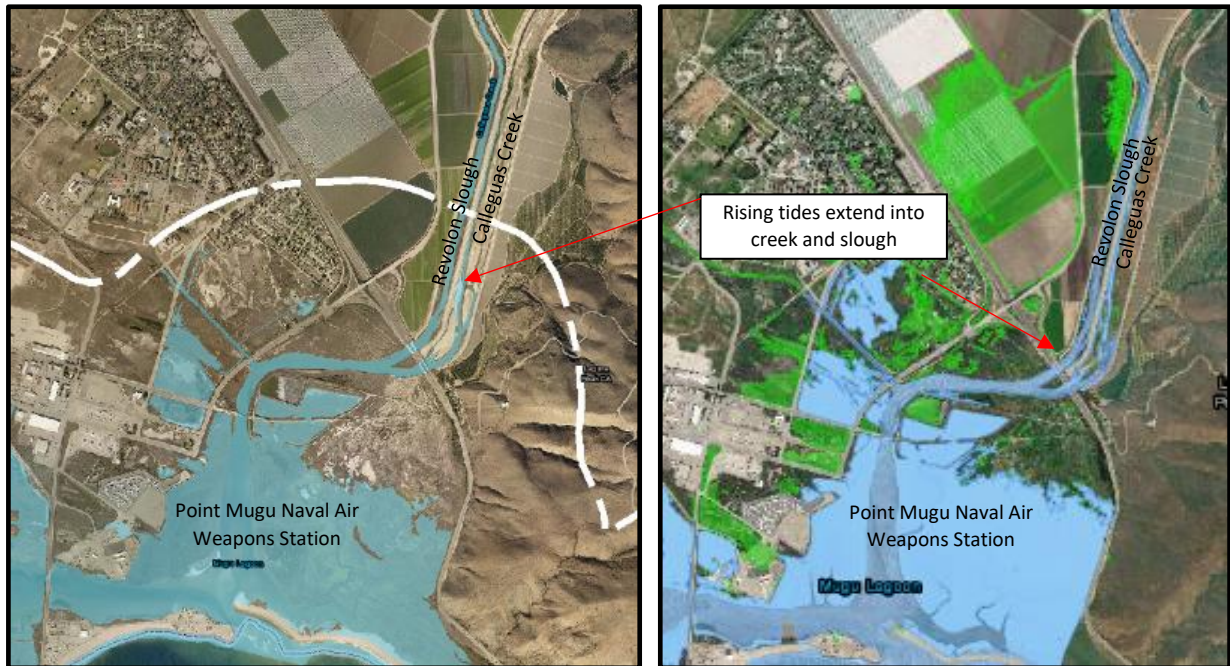 Revolon Slough
Calleguas Creek
Point Mugu Naval Air
Weapons Station
Mugu Lagoon
Rising tides extend into
creek and slough
Revolon Slough
Calleguas Creek
Point Mugu Naval Air
Weapons Station
Mugu Lagoon